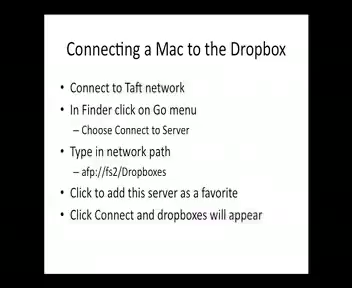 Connecting a Mac to the Dropbox
• Connect to Taft network
• In Finder click on Go menu
– Choose Connect to Server
• Type in network path
– afp://fs2/Dropboxes
• Click to add this server as a favorite
• Click Connect and dropboxes will appear